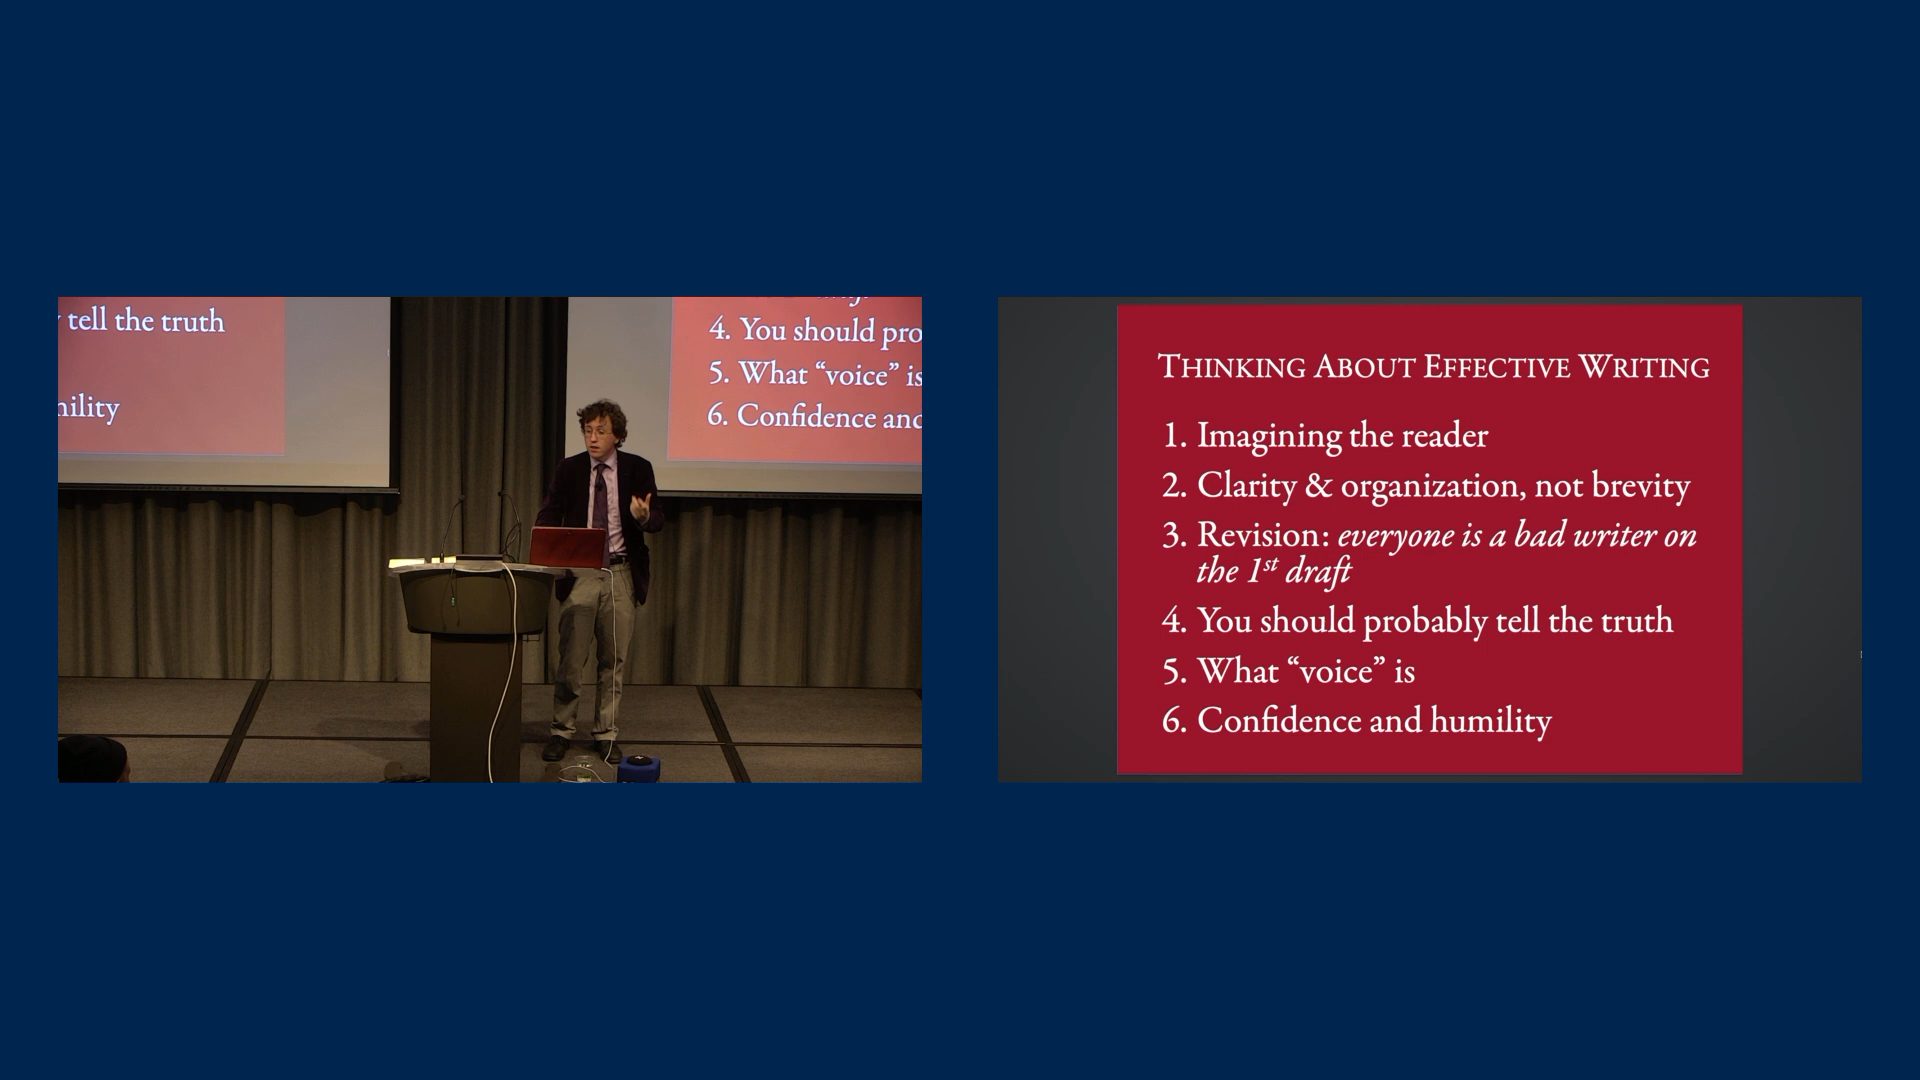 tell the truth
4. You should pro
5. What “voice” is
6. Confidence and
THINKING ABOUT EFFECTIVE WRITING
1. Imagining the reader
2. Clarity & organization, not brevity
3. Revision: everyone is a bad writer on
the 1st draft
4. You should probably tell the truth
5. What “voice” is
6. Confidence and humility